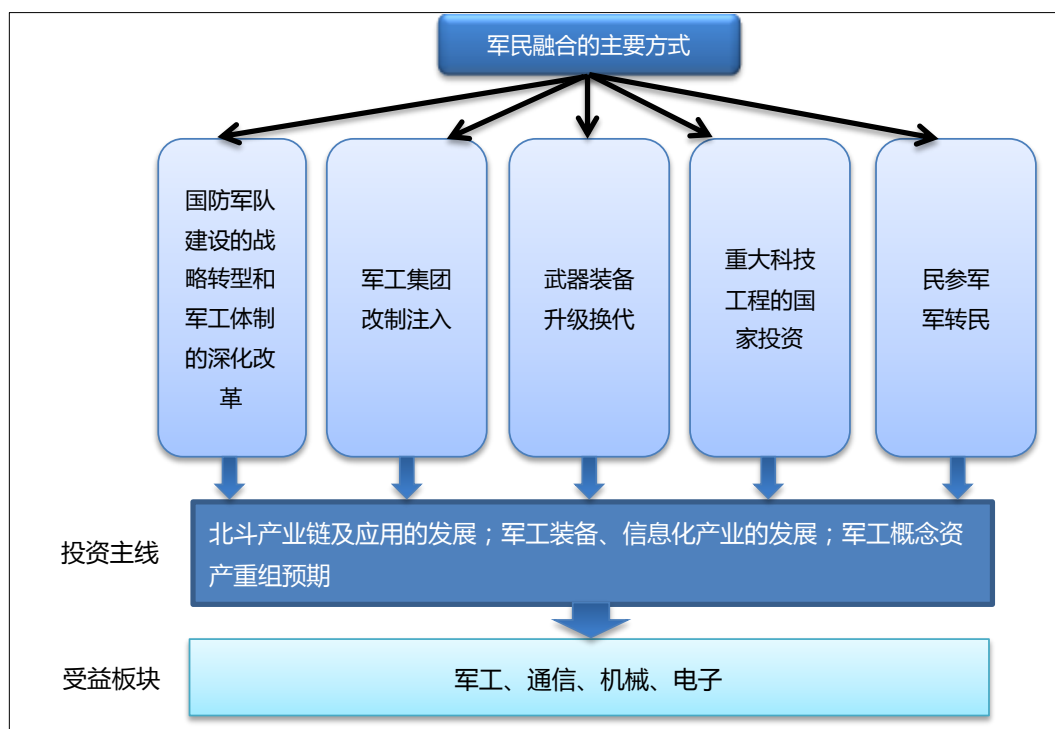 军民融合的主要方式
国防军队
建设的战
略转型和
军工体制
的深化改
革
军工集团
改制注入
武器装备
升级换代
重大科技
工程的国
家投资
民参军
军转民
投资主线
北斗产业链及应用的发展；军工装备、信息化产业的发展；军工概念资
产重组预期
受益板块
军工、通信、机械、电子